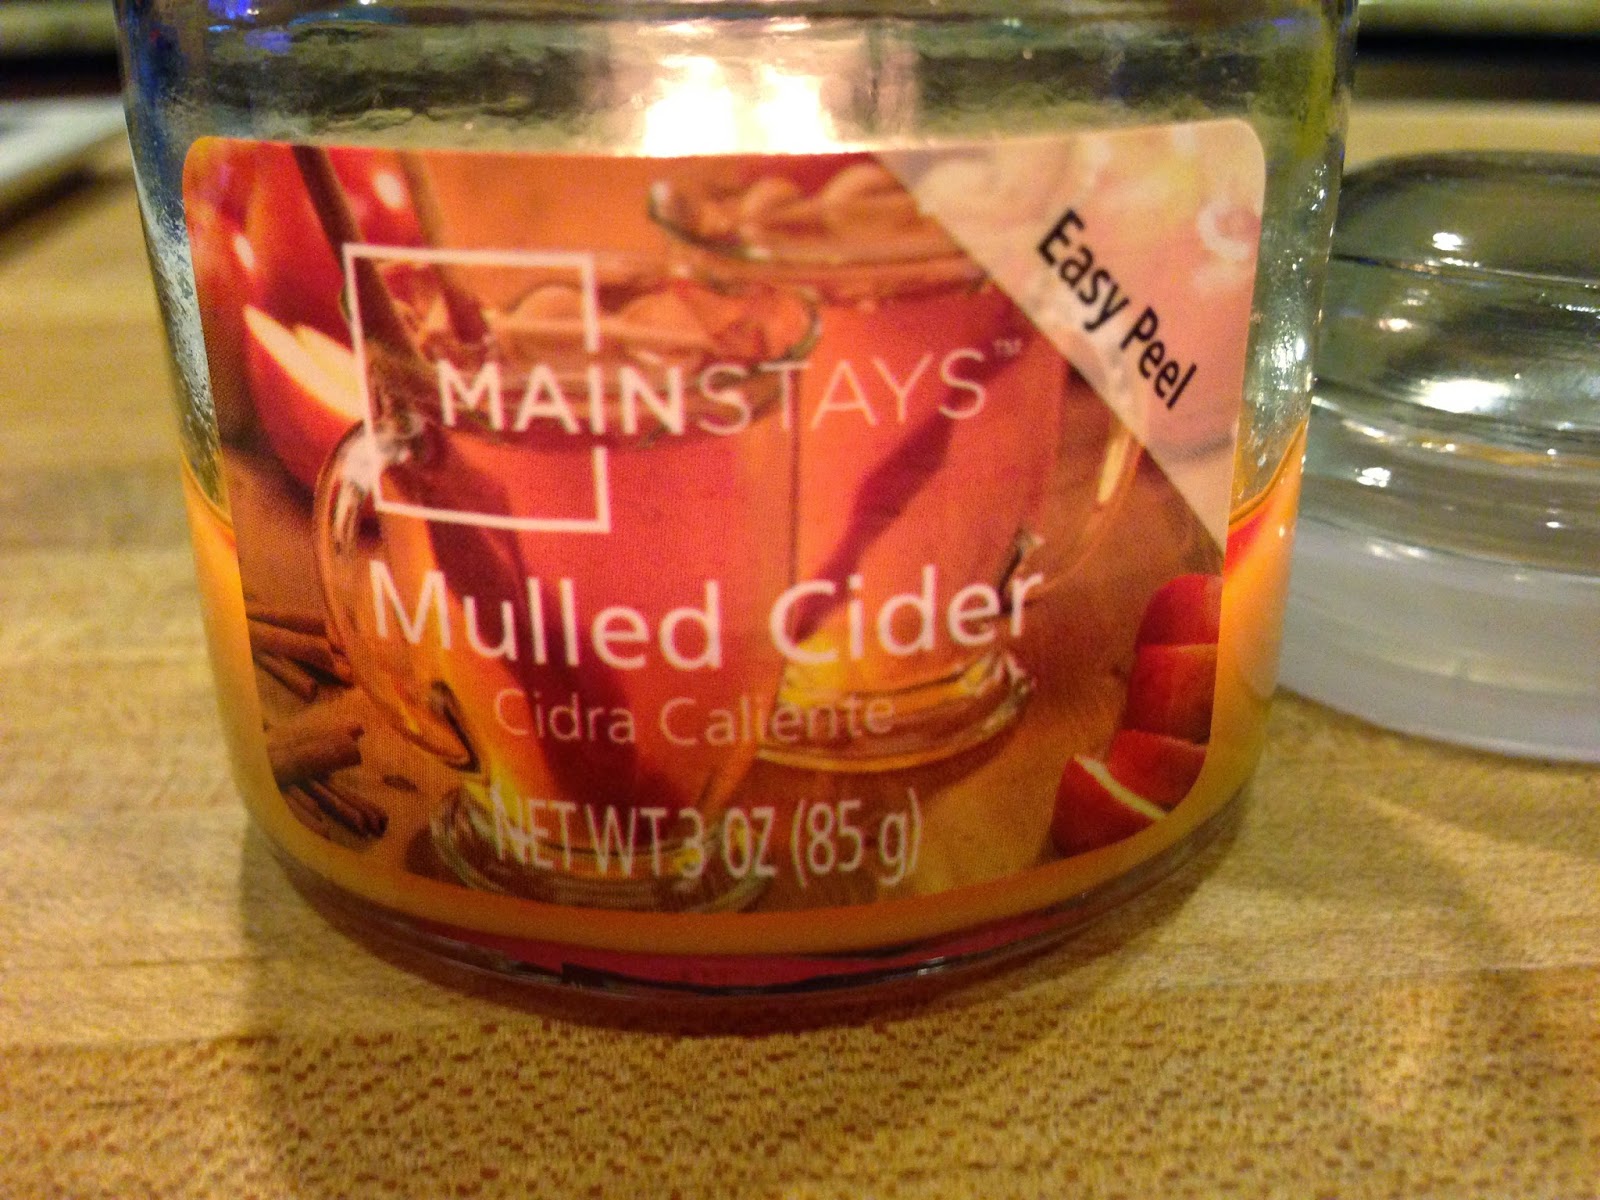 Easy Peel
MAINSTAYS™
Mulled Cider
Cidra Caliente
NET WT 3 OZ (85 g)